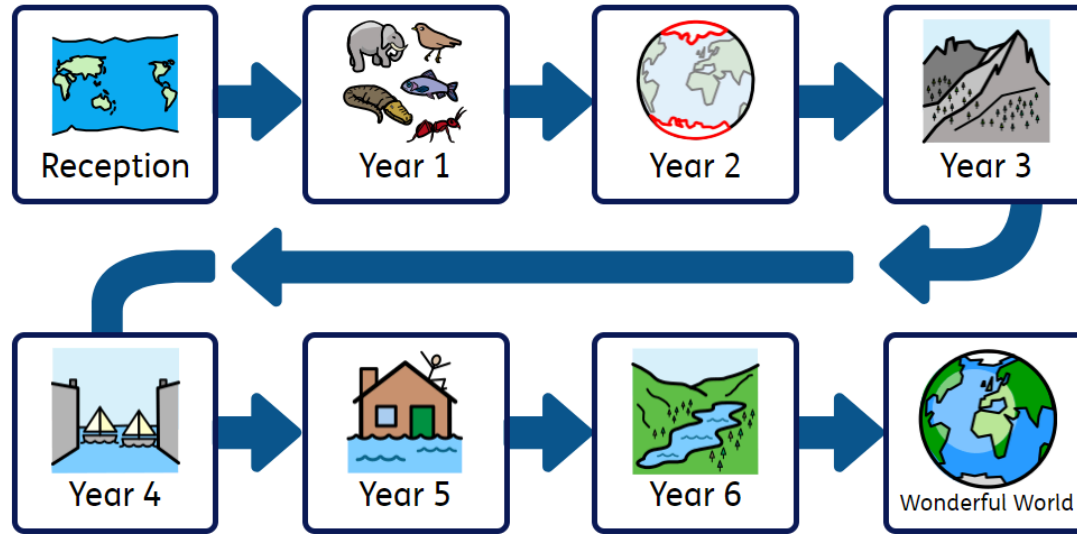 Reception
Year 1
Year 2
Year 3
Year 4
Year 5
Year 6
Wonderful World